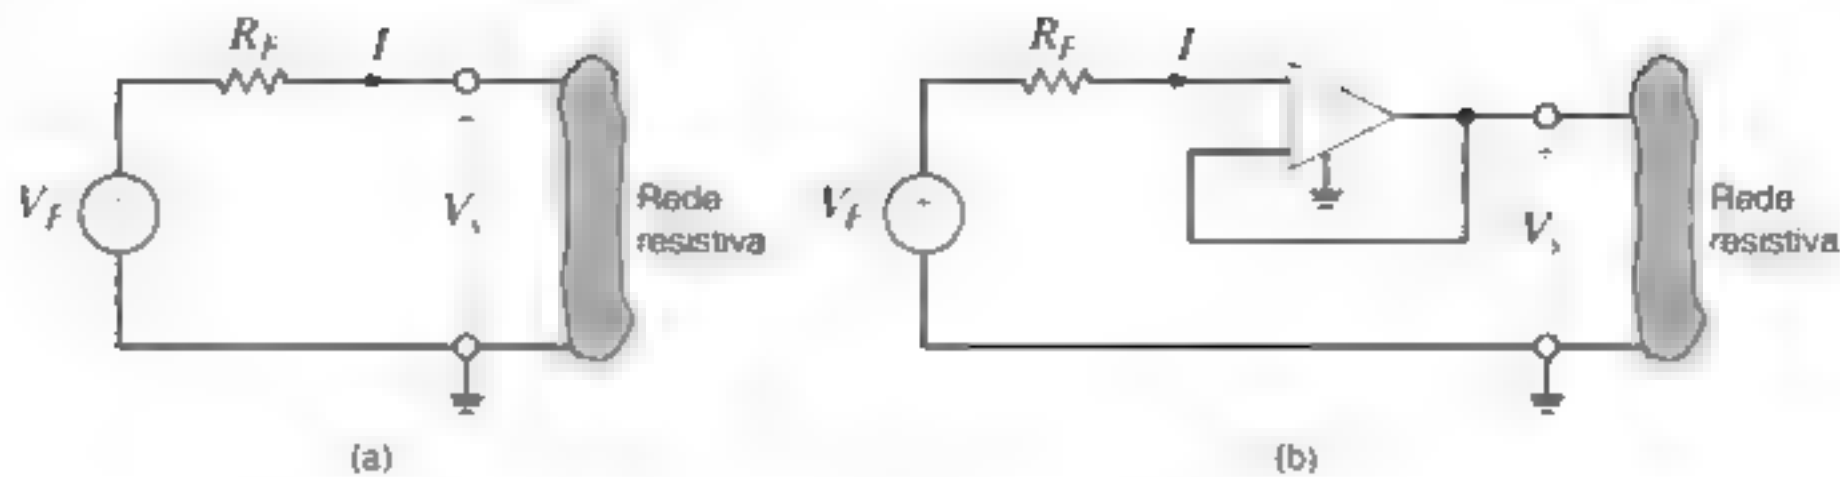 R_F I
V_F
V_s
Rede
resistiva
(a)
R_F I
V_F
V_s
Rede
resistiva
(b)